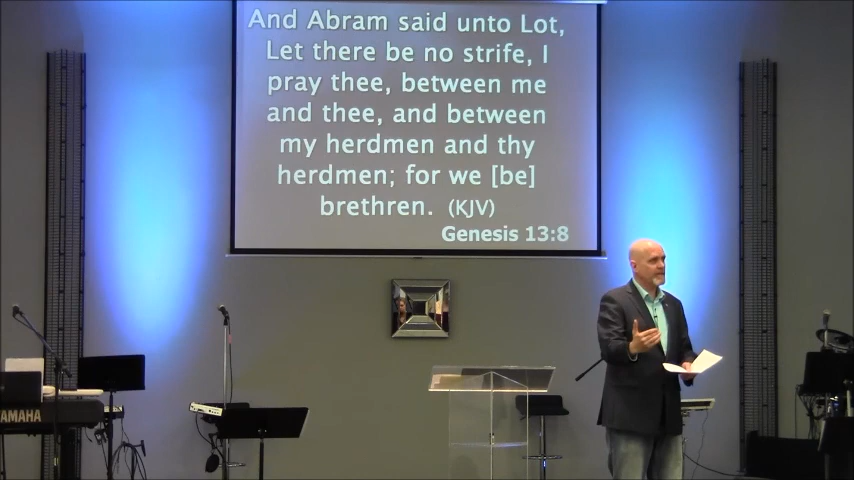 And Abram said unto Lot,
Let there be no strife, I
pray thee, between me
and thee, and between
my herdmen and thy
herdmen; for we [be]
brethren. (KJV)
Genesis 13:8
YAMAHA